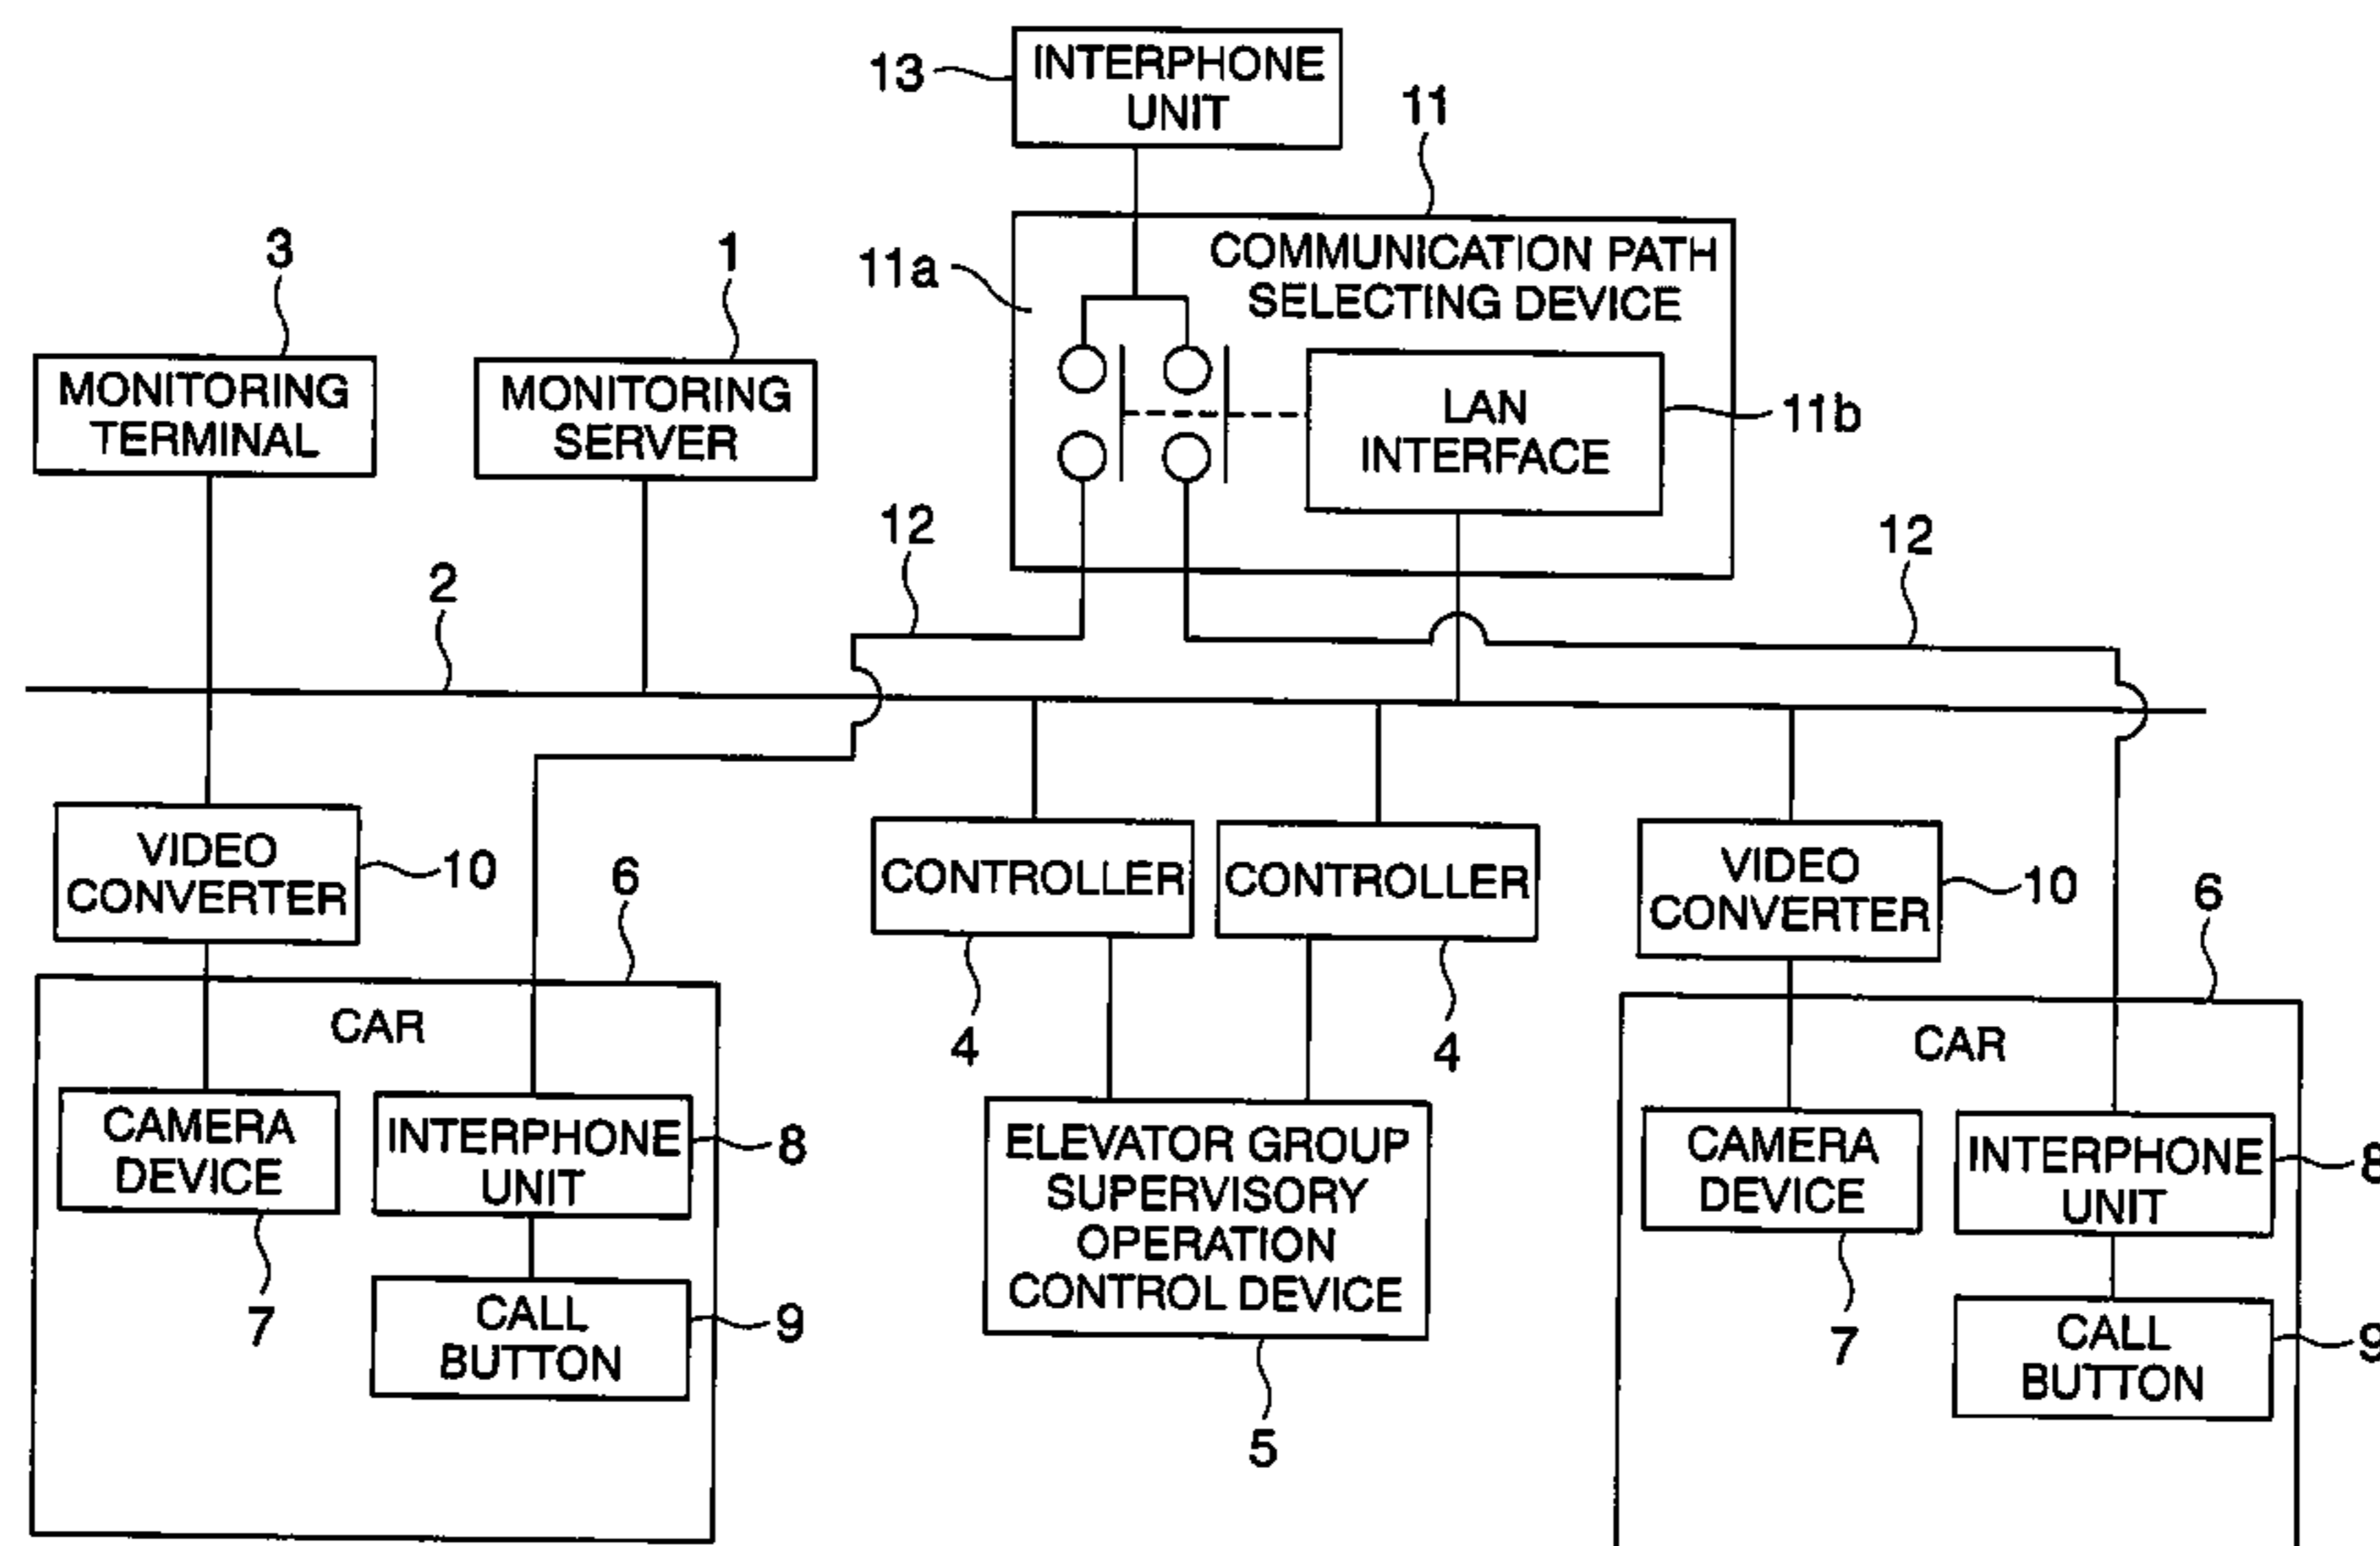 13
INTERPHONE
UNIT
11
11a
COMMUNICATION PATH
SELECTING DEVICE
3
1
MONITORING
TERMINAL
MONITORING
SERVER
LAN
INTERFACE
11b
12
12
2
VIDEO
CONVERTER
10
6
CONTROLLER
CONTROLLER
VIDEO
CONVERTER
10
6
4
4
CAR
CAR
CAMERA
DEVICE
INTERPHONE
UNIT
8
ELEVATOR GROUP
SUPERVISORY
OPERATION
CONTROL DEVICE
CAMERA
DEVICE
INTERPHONE
UNIT
8
7
CALL
BUTTON
9
5
7
CALL
BUTTON
9